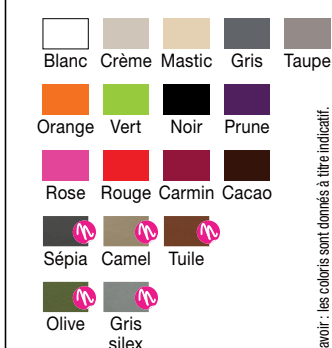 Blanc Crème Mastic Gris Taupe
Orange Vert Noir Prune
Rose Rouge Carmin Cacao
Sépia Camel Tuile
Olive Gris
silex
les coloris sont donnés à titre indicatif.